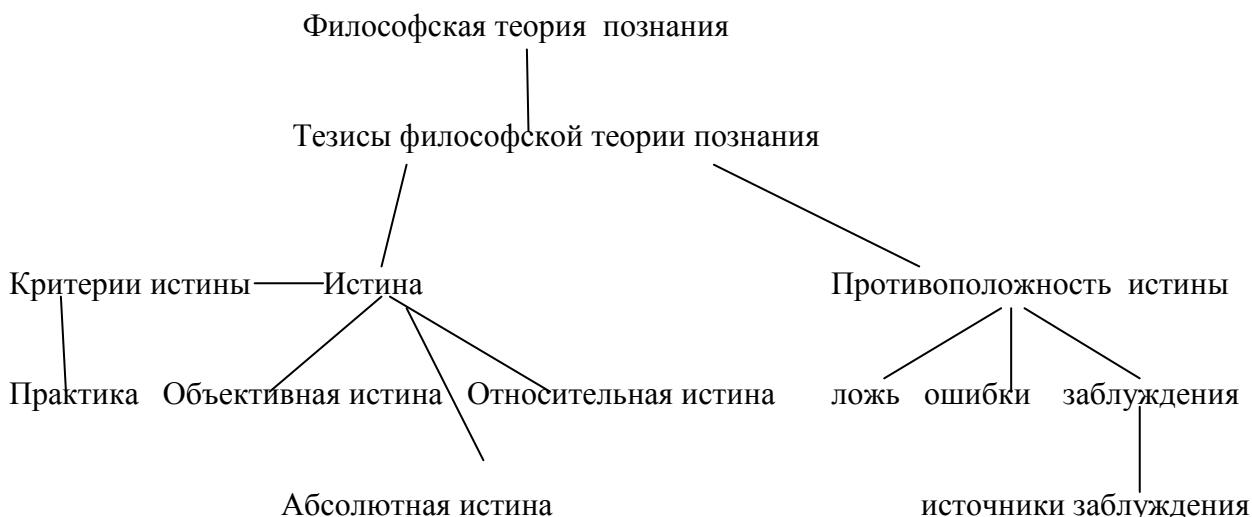 Философская теория познания
Тезисы философской теории познания
Критерии истины Истина Противоположность истины
Практика Объективная истина Относительная истина ложь ошибки заблуждения
Абсолютная истина источники заблуждения